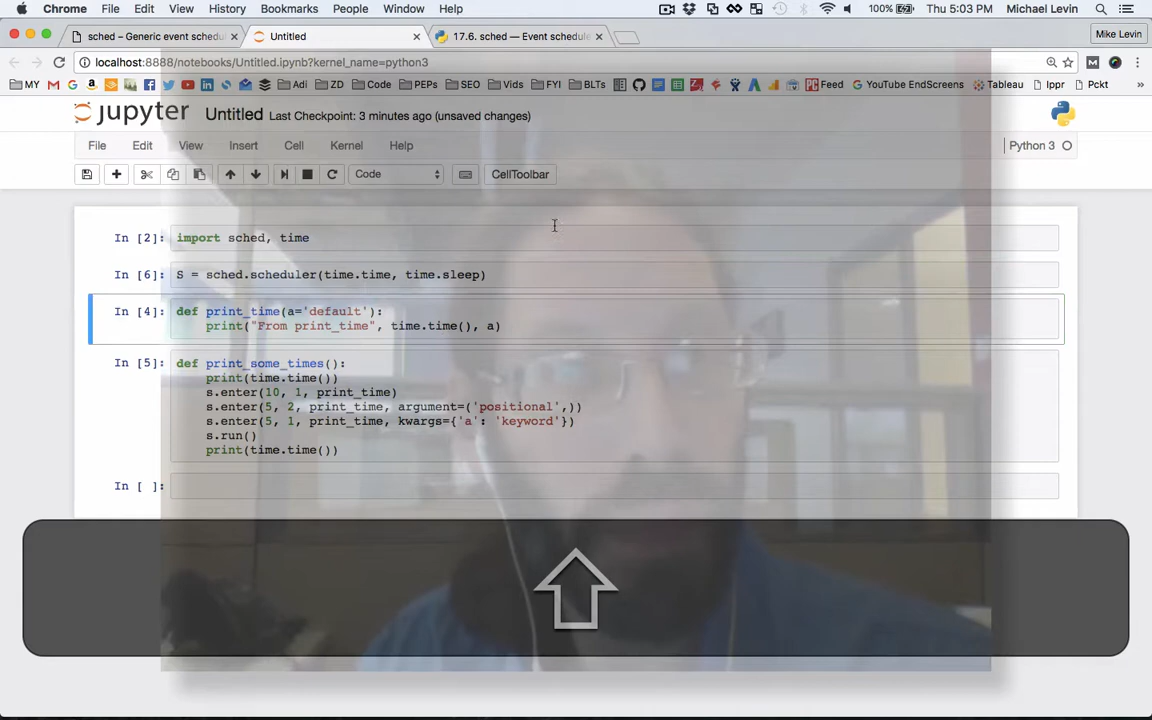 Chrome File Edit View History Bookmarks People Window Help 100% Thu 5:03 PM Michael Levin
sched – Generic event schedul Untitled 17.6. sched — Event schedule Mike Levin
localhost:8888/notebooks/Untitled.ipynb?kernel_name=python3
MY Adi ZD Code PEPs SEO Vids FYI BLTs Feed YouTube EndScreens Tableau lppr Pckt »
jupyter Untitled Last Checkpoint: 3 minutes ago (unsaved changes)
File Edit View Insert Cell Kernel Help Python 3
Code CellToolbar
In [2]: import sched, time
In [6]: S = sched.scheduler(time.time, time.sleep)
In [4]: def print_time(a='default'):
print("From print_time", time.time(), a)
In [5]: def print_some_times():
print(time.time())
s.enter(10, 1, print_time)
s.enter(5, 2, print_time, argument=('positional',))
s.enter(5, 1, print_time, kwargs={'a': 'keyword'})
s.run()
print(time.time())
In [ ]: